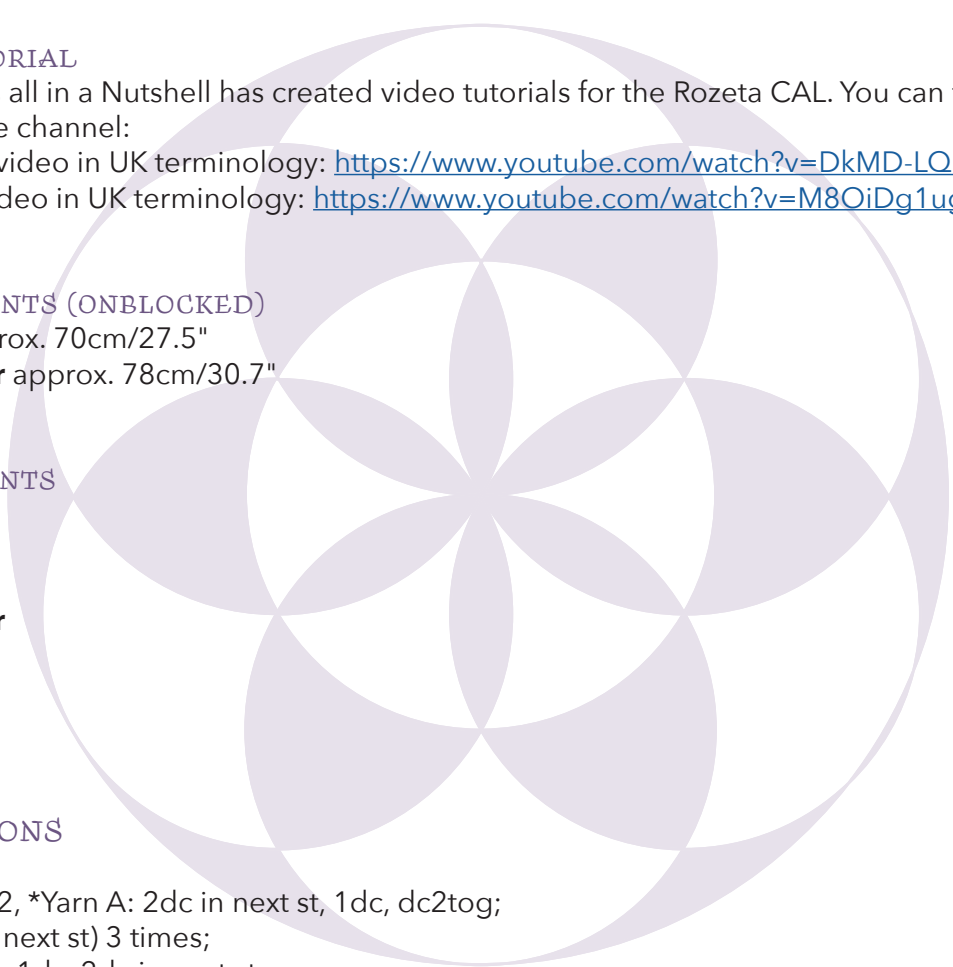 ORIAL
all in a Nutshell has created video tutorials for the Rozeta CAL. You can
e channel:
video in UK terminology: https://www.youtube.com/watch?v=DkMD-LQ
deo in UK terminology: https://www.youtube.com/watch?v=M8OiDg1ug
NTS (ONBLOCKED)
rox. 70cm/27.5"
r approx. 78cm/30.7"
NTS
r
ONS
2, *Yarn A: 2dc in next st, 1dc, dc2tog;
next st) 3 times;